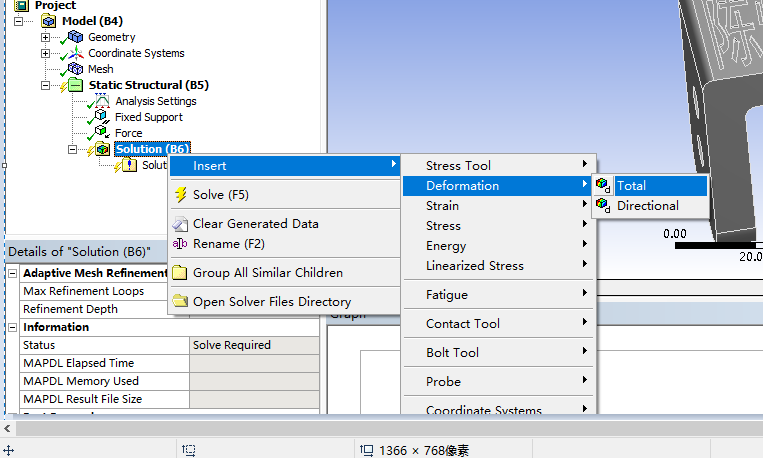 Project
Model (B4)
Geometry
Coordinate Systems
Mesh
Static Structural (B5)
Analysis Settings
Fixed Support
Force
Solution (B6)
Insert
Solve (F5)
Clear Generated Data
Rename (F2)
Group All Similar Children
Open Solver Files Directory
Stress Tool
Deformation
Strain
Stress
Energy
Linearized Stress
Fatigue
Contact Tool
Bolt Tool
Probe
Coordinate Systems
Total
Directional
0.00
Details of "Solution (B6)"
Adaptive Mesh Refinement
Max Refinement Loops
Refinement Depth
Information
Status Solve Required
MAPDL Elapsed Time
MAPDL Memory Used
MAPDL Result File Size
Graph
1366 × 768像素